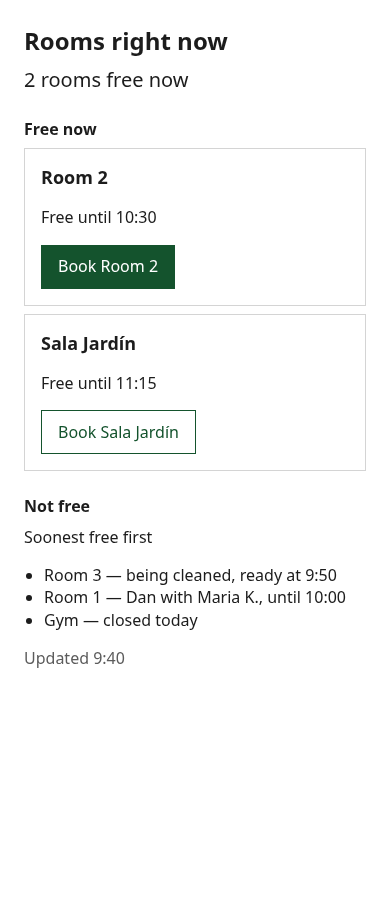 Rooms right now
2 rooms free now
Free now
Room 2
Free until 10:30
Book Room 2
Sala Jardín
Free until 11:15
Book Sala Jardín
Not free
Soonest free first
• Room 3 — being cleaned, ready at 9:50
• Room 1 — Dan with Maria K., until 10:00
• Gym — closed today
Updated 9:40